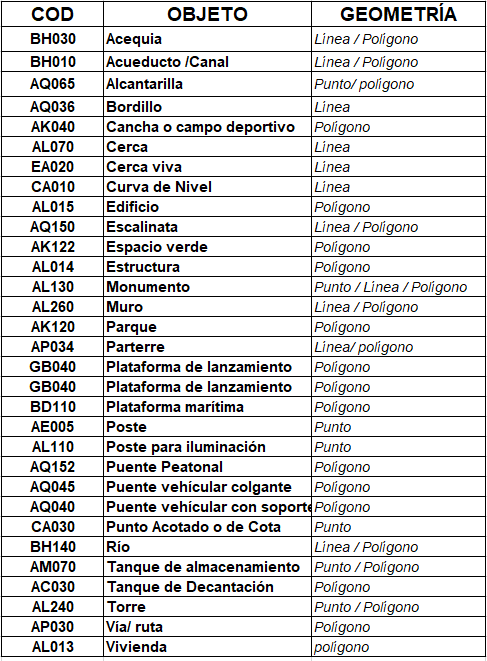 COD OBJETO GEOMETRÍA
BH030 Acequia Línea / Polígono
BH010 Acueducto /Canal Línea / Polígono
AQ065 Alcantarilla Punto/ polígono
AQ036 Bordillo Línea
AK040 Cancha o campo deportivo Polígono
AL070 Cerca Línea
EA020 Cerca viva Línea
CA010 Curva de Nivel Línea
AL015 Edificio Polígono
AQ150 Escalinata Línea / Polígono
AK122 Espacio verde Polígono
AL014 Estructura Polígono
AL130 Monumento Punto / Línea / Polígono
AL260 Muro Línea / Polígono
AK120 Parque Polígono
AP034 Parterre Línea/ polígono
GB040 Plataforma de lanzamiento Polígono
GB040 Plataforma de lanzamiento Polígono
BD110 Plataforma marítima Polígono
AE005 Poste Punto
AL110 Poste para iluminación Punto
AQ152 Puente Peatonal Polígono
AQ045 Puente vehícular colgante Polígono
AQ040 Puente vehícular con soporte Polígono
CA030 Punto Acotado o de Cota Punto
BH140 Río Línea / Polígono
AM070 Tanque de almacenamiento Punto / Polígono
AC030 Tanque de Decantación Polígono
AL240 Torre Punto / Polígono
AP030 Vía/ ruta Polígono
AL013 Vivienda polígono